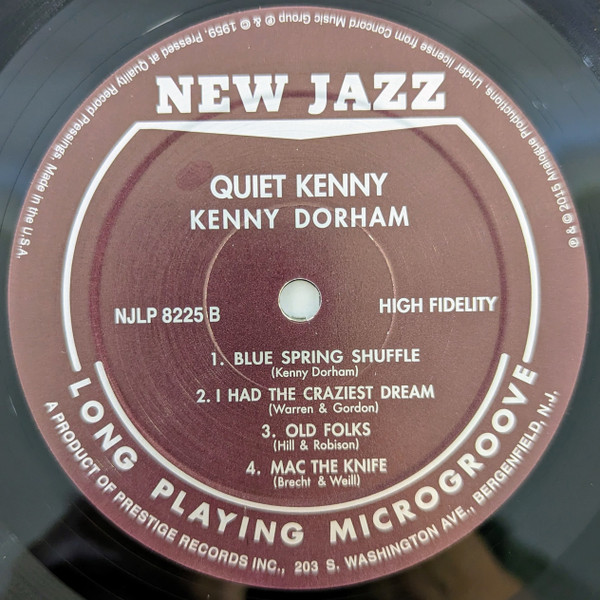 NEW JAZZ
QUIET KENNY
KENNY DORHAM
NJLP 8225 B
HIGH FIDELITY
1. BLUE SPRING SHUFFLE
(Kenny Dorham)
2. I HAD THE CRAZIEST DREAM
(Warren & Gordon)
3. OLD FOLKS
(Hill & Robison)
4. MAC THE KNIFE
(Brecht & Weill)
LONG PLAYING MICROGROOVE
A PRODUCT OF PRESTIGE RECORDS INC., 203 S. WASHINGTON AVE., BERGENFIELD, N.J.
℗ & © 2015 Analogue Productions. Under license from Concord Music Group ℗ & © 1959. Pressed at Quality Record Pressings. Made in the U.S.A.